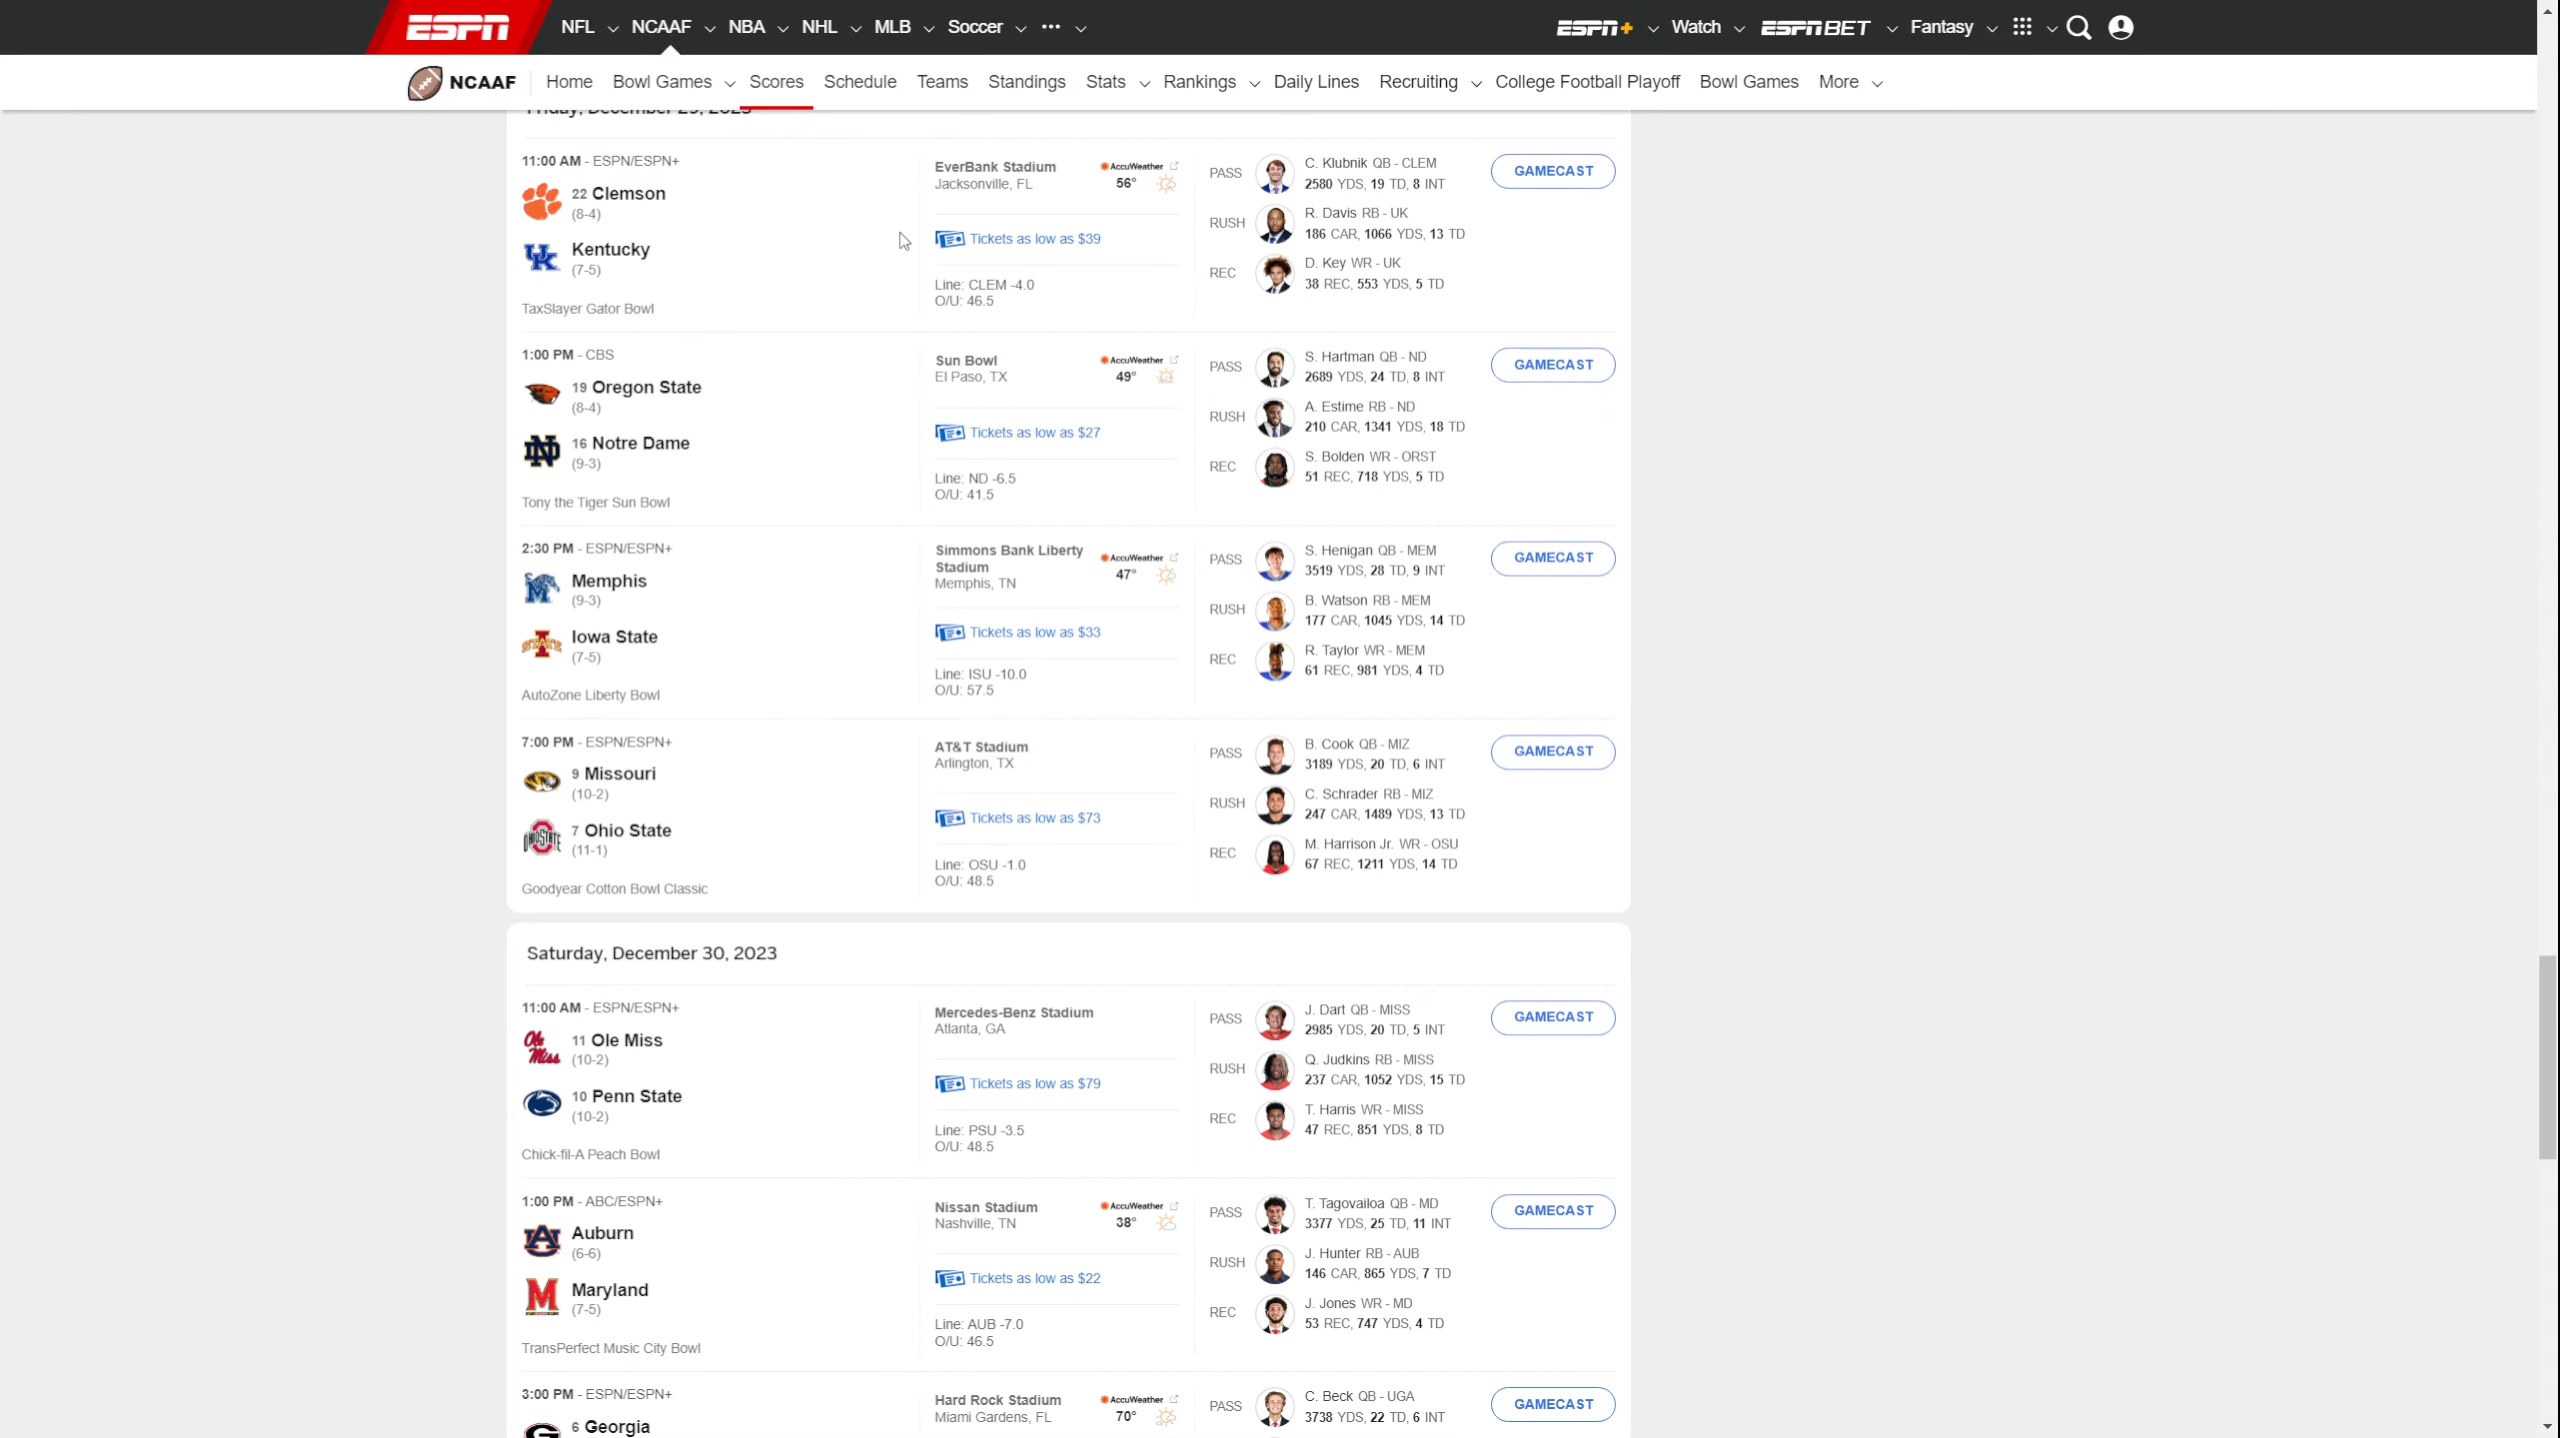 ESPN NFL NCAAF NBA NHL MLB Soccer ••• ESPN+ Watch ESPN BET Fantasy
NCAAF Home Bowl Games Scores Schedule Teams Standings Stats Rankings Daily Lines Recruiting College Football Playoff Bowl Games More
Friday, December 29, 2023
11:00 AM - ESPN/ESPN+
22 Clemson
(8-4)
Kentucky
(7-5)
TaxSlayer Gator Bowl
EverBank Stadium
Jacksonville, FL
AccuWeather
56°
Tickets as low as $39
Line: CLEM -4.0
O/U: 46.5
PASS
C. Klubnik QB - CLEM
2580 YDS, 19 TD, 8 INT
RUSH
R. Davis RB - UK
186 CAR, 1066 YDS, 13 TD
REC
D. Key WR - UK
38 REC, 553 YDS, 5 TD
GAMECAST
1:00 PM - CBS
19 Oregon State
(8-4)
16 Notre Dame
(9-3)
Tony the Tiger Sun Bowl
Sun Bowl
El Paso, TX
AccuWeather
49°
Tickets as low as $27
Line: ND -6.5
O/U: 41.5
PASS
S. Hartman QB - ND
2689 YDS, 24 TD, 8 INT
RUSH
A. Estime RB - ND
210 CAR, 1341 YDS, 18 TD
REC
S. Bolden WR - ORST
51 REC, 718 YDS, 5 TD
GAMECAST
2:30 PM - ESPN/ESPN+
Memphis
(9-3)
Iowa State
(7-5)
AutoZone Liberty Bowl
Simmons Bank Liberty
Stadium
Memphis, TN
AccuWeather
47°
Tickets as low as $33
Line: ISU -10.0
O/U: 57.5
PASS
S. Henigan QB - MEM
3519 YDS, 28 TD, 9 INT
RUSH
B. Watson RB - MEM
177 CAR, 1045 YDS, 14 TD
REC
R. Taylor WR - MEM
61 REC, 981 YDS, 4 TD
GAMECAST
7:00 PM - ESPN/ESPN+
9 Missouri
(10-2)
7 Ohio State
(11-1)
Goodyear Cotton Bowl Classic
AT&T Stadium
Arlington, TX
Tickets as low as $73
Line: OSU -1.0
O/U: 48.5
PASS
B. Cook QB - MIZ
3189 YDS, 20 TD, 6 INT
RUSH
C. Schrader RB - MIZ
247 CAR, 1489 YDS, 13 TD
REC
M. Harrison Jr. WR - OSU
67 REC, 1211 YDS, 14 TD
GAMECAST
Saturday, December 30, 2023
11:00 AM - ESPN/ESPN+
11 Ole Miss
(10-2)
10 Penn State
(10-2)
Chick-fil-A Peach Bowl
Mercedes-Benz Stadium
Atlanta, GA
Tickets as low as $79
Line: PSU -3.5
O/U: 48.5
PASS
J. Dart QB - MISS
2985 YDS, 20 TD, 5 INT
RUSH
Q. Judkins RB - MISS
237 CAR, 1052 YDS, 15 TD
REC
T. Harris WR - MISS
47 REC, 851 YDS, 8 TD
GAMECAST
1:00 PM - ABC/ESPN+
Auburn
(6-6)
Maryland
(7-5)
TransPerfect Music City Bowl
Nissan Stadium
Nashville, TN
AccuWeather
38°
Tickets as low as $22
Line: AUB -7.0
O/U: 46.5
PASS
T. Tagovailoa QB - MD
3377 YDS, 25 TD, 11 INT
RUSH
J. Hunter RB - AUB
146 CAR, 865 YDS, 7 TD
REC
J. Jones WR - MD
53 REC, 747 YDS, 4 TD
GAMECAST
3:00 PM - ESPN/ESPN+
6 Georgia
Hard Rock Stadium
Miami Gardens, FL
AccuWeather
70°
PASS
C. Beck QB - UGA
3738 YDS, 22 TD, 6 INT
GAMECAST